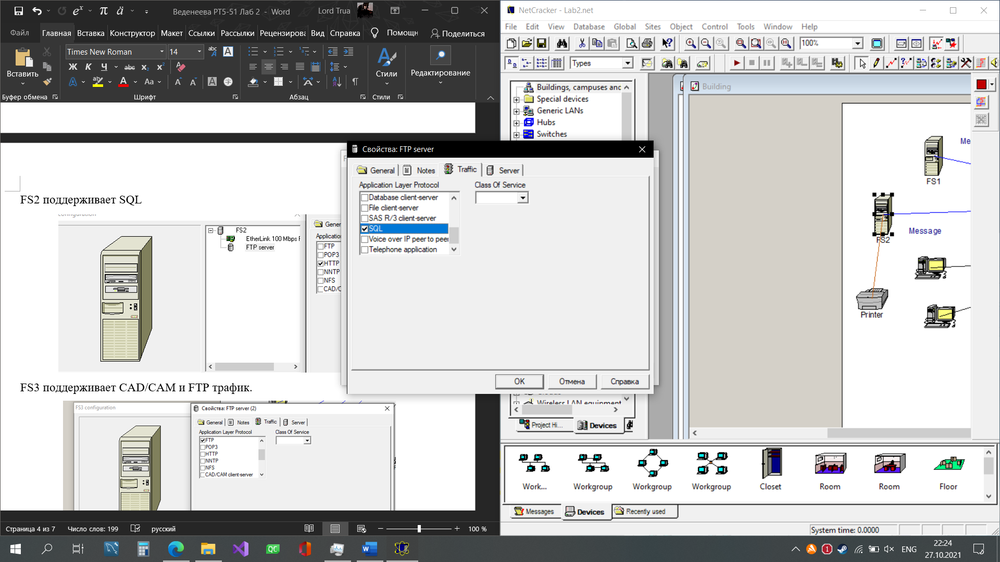 Веденеева РТ5-51 Лаб 2 - Word
Lord Trua
Файл Главная Вставка Конструктор Макет Ссылки Рассылки Рецензирова Вид Справка Помощн Поделиться
Times New Roman 14
Вставить
Ж К Ч abc x₂ x²
Aa
Стили
Редактирование
Буфер обмена Шрифт Абзац Стили
FS2 поддерживает SQL
configuration
FS2
EtherLink 100 Mbps F
FTP server
Gener
Applicatio
FTP
POP3
HTTP
NNTP
NFS
CAD/C
FS3 поддерживает CAD/CAM и FTP трафик.
FS3 configuration
Свойства: FTP server (2)
General Notes Traffic Server
Application Layer Protocol Class Of Service
FTP
POP3
HTTP
NNTP
NFS
CAD/CAM client-server
Страница 4 из 7 Число слов: 199 русский 100 %
Свойства: FTP server
General Notes Traffic Server
Application Layer Protocol Class Of Service
Database client-server
File client-server
SAS R/3 client-server
SQL
Voice over IP peer to peer
Telephone application
OK Отмена Справка
NetCracker - Lab2.net
File Edit View Database Global Sites Object Control Tools Window Help
100%
Types
Buildings, campuses and
Special devices
Generic LANs
Hubs
Switches
Wireless LAN equipment
Project Hi... Devices
Building
Me
FS1
FS2
Message
Printer
Work... Workgroup Workgroup Workgroup Closet Room Room Floor
Messages Devices Recently used
System time: 0.0000
QC
1
ENG
22:24
27.10.2021